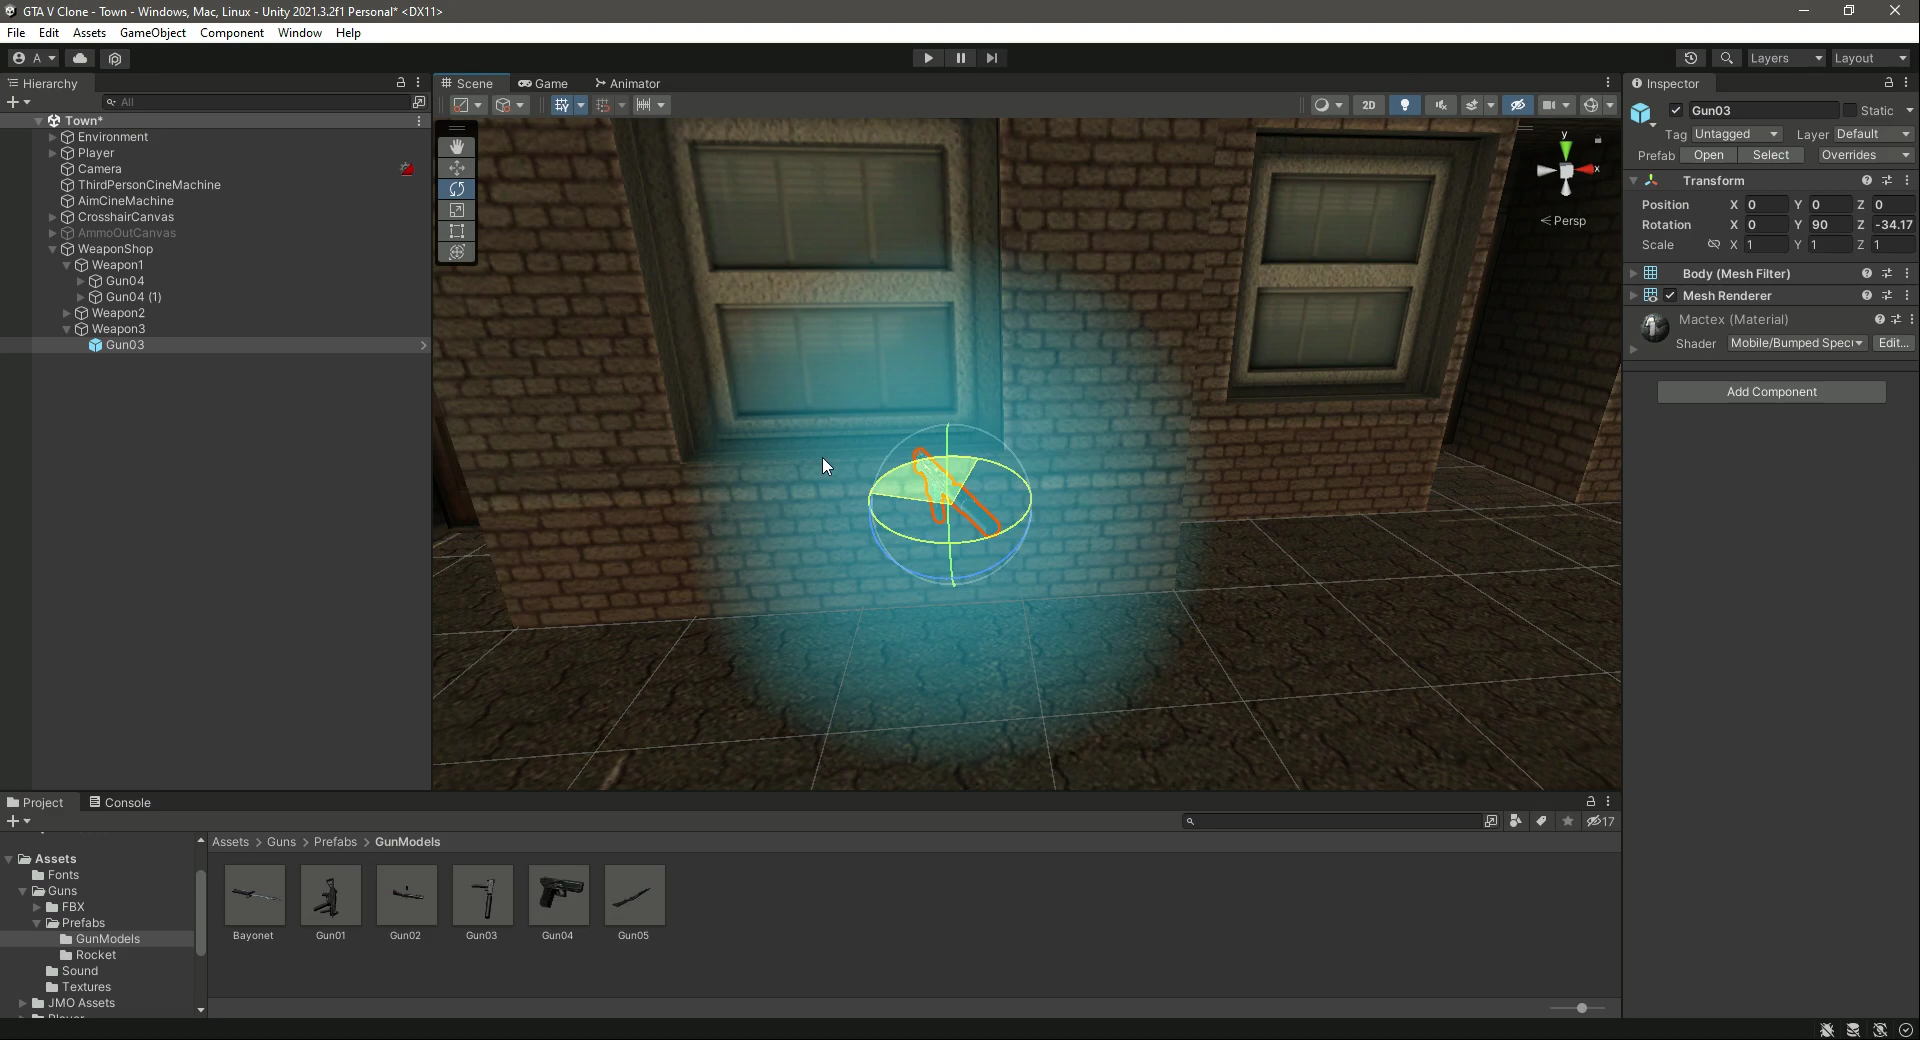 GTA V Clone - Town - Windows, Mac, Linux - Unity 2021.3.2f1 Personal* <DX11>
File Edit Assets GameObject Component Window Help
A
Layers Layout
Hierarchy
All
Town*
Environment
Player
Camera
ThirdPersonCineMachine
AimCineMachine
CrosshairCanvas
AmmoOutCanvas
WeaponShop
Weapon1
Gun04
Gun04 (1)
Weapon2
Weapon3
Gun03
Scene Game Animator
2D
y
x
Persp
Inspector
Gun03 Static
Tag Untagged Layer Default
Prefab Open Select Overrides
Transform
Position X 0 Y 0 Z 0
Rotation X 0 Y 90 Z -34.17
Scale X 1 Y 1 Z 1
Body (Mesh Filter)
Mesh Renderer
Mactex (Material)
Shader Mobile/Bumped Spec Edit...
Add Component
Project Console
17
Assets
Fonts
Guns
FBX
Prefabs
GunModels
Rocket
Sound
Textures
JMO Assets
Assets > Guns > Prefabs > GunModels
Bayonet Gun01 Gun02 Gun03 Gun04 Gun05